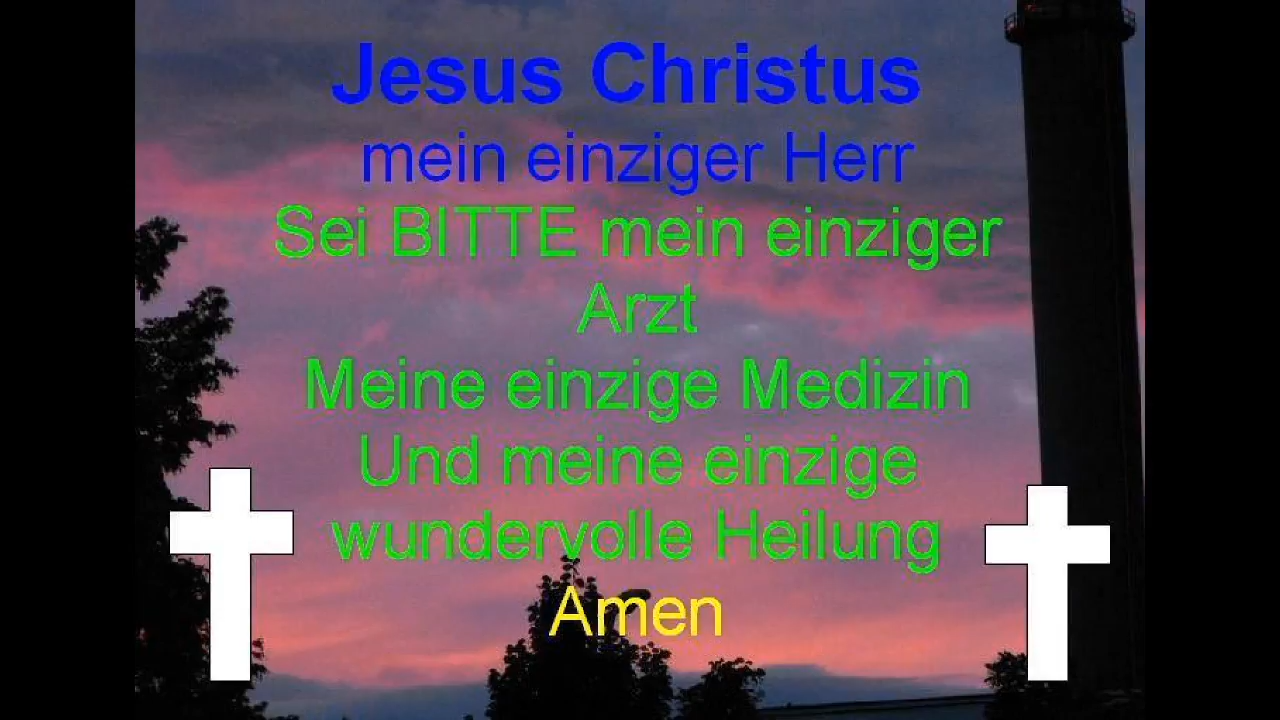 Jesus Christus
mein einziger Herr
Sei BITTE mein einziger
Arzt
Meine einzige Medizin
Und meine einzige
wundervolle Heilung
Amen